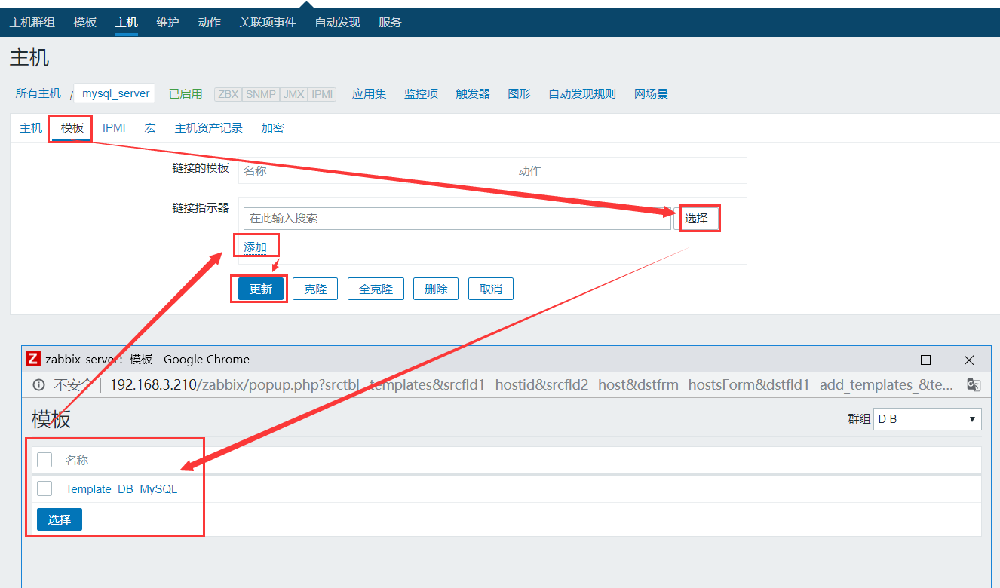 主机群组 模板 主机 维护 动作 关联项事件 自动发现 服务
主机
所有主机 / mysql_server 已启用 ZBX SNMP JMX IPMI 应用集 监控项 触发器 图形 自动发现规则 网场景
主机 模板 IPMI 宏 主机资产记录 加密
链接的模板 名称 动作
链接指示器
在此输入搜索 选择
添加
更新 克隆 全克隆 删除 取消
Z zabbix_server: 模板 - Google Chrome
不安全 | 192.168.3.210/zabbix/popup.php?srctbl=templates&srcfld1=hostid&srcfld2=host&dstfrm=hostsForm&dstfld1=add_templates_&te...
模板 群组 D B
名称
Template_DB_MySQL
选择